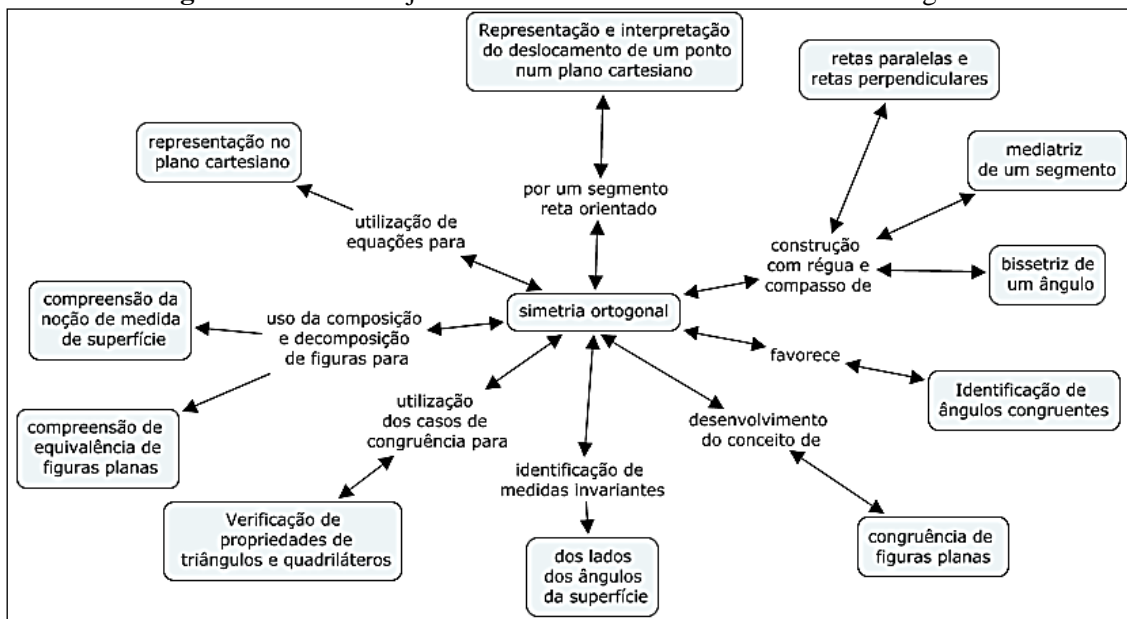 Representação e interpretação
do deslocamento de um ponto
num plano cartesiano
retas paralelas e
retas perpendiculares
representação no
plano cartesiano
mediatriz
de um segmento
por um segmento
reta orientado
utilização de
equações para
construção
com régua e
compasso de
bissetriz de
um ângulo
compreensão da
noção de medida
de superfície
uso da composição
e decomposição
de figuras para
simetria ortogonal
favorece
Identificação de
ângulos congruentes
compreensão de
equivalência de
figuras planas
utilização
dos casos de
congruência para
desenvolvimento
do conceito de
identificação de
medidas invariantes
Verificação de
propriedades de
triângulos e quadriláteros
dos lados
dos ângulos
da superfície
congruência de
figuras planas